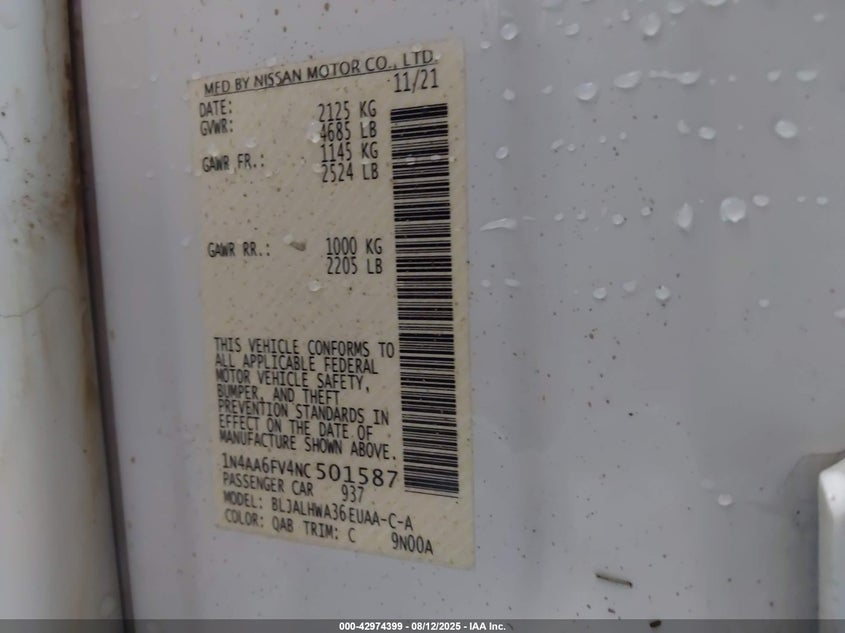 MFD BY NISSAN MOTOR CO., LTD.
DATE: 11/21
GVWR: 2125 KG
4685 LB
GAWR FR.: 1145 KG
2524 LB
GAWR RR.: 1000 KG
2205 LB
THIS VEHICLE CONFORMS TO
ALL APPLICABLE FEDERAL
MOTOR VEHICLE SAFETY,
BUMPER, AND THEFT
PREVENTION STANDARDS IN
EFFECT ON THE DATE OF
MANUFACTURE SHOWN ABOVE.
1N4AA6FV4NC501587
PASSENGER CAR 937
MODEL: BLJALHWA36EUAA-C-A
COLOR: QAB TRIM: C 9N00A
000-42974399 - 08/12/2025 - IAA Inc.